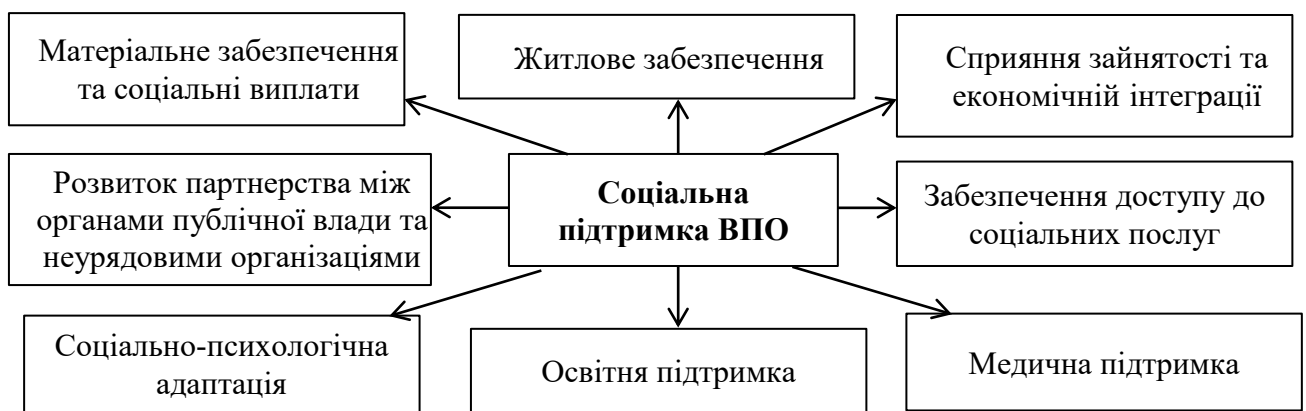 Матеріальне забезпечення
та соціальні виплати
Житлове забезпечення
Сприяння зайнятості та
економічній інтеграції
Розвиток партнерства між
органами публічної влади та
неурядовими організаціями
Соціальна
підтримка ВПО
Забезпечення доступу до
соціальних послуг
Соціально-психологічна
адаптація
Освітня підтримка
Медична підтримка